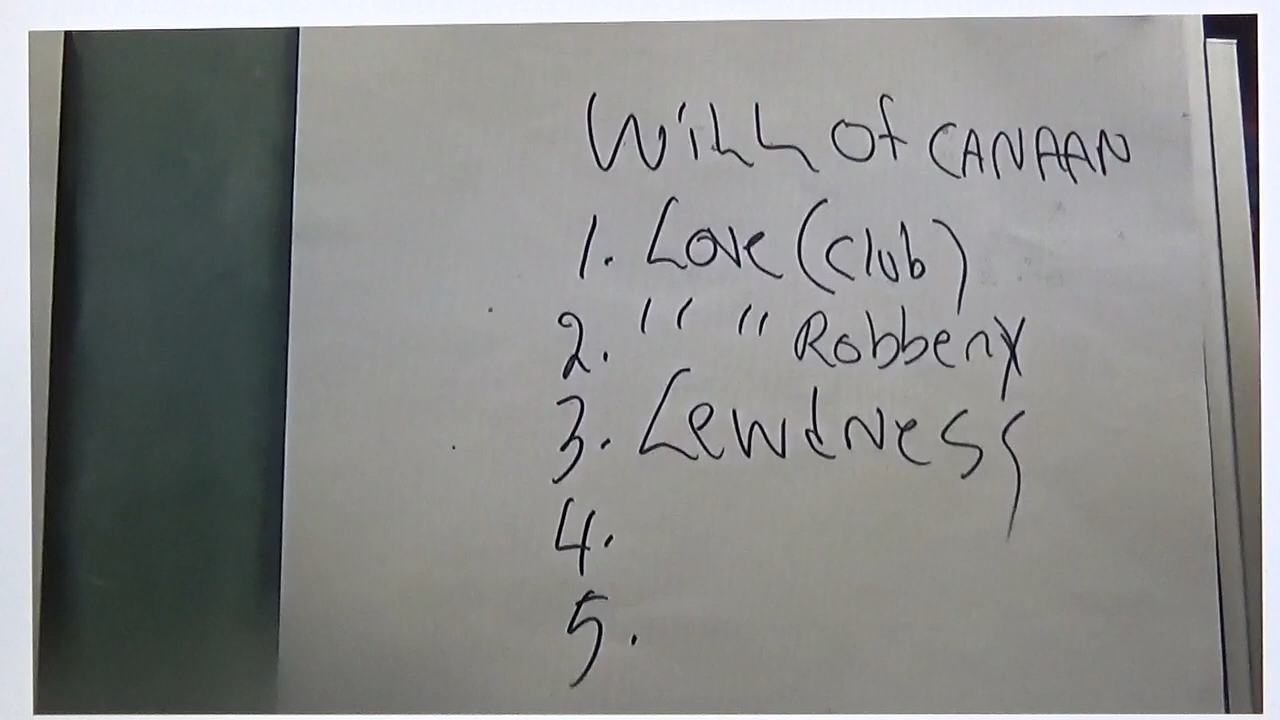 Will Of CANAAN
1. Love (club)
2. " " " Robbery
3. Lewdness
4.
5.